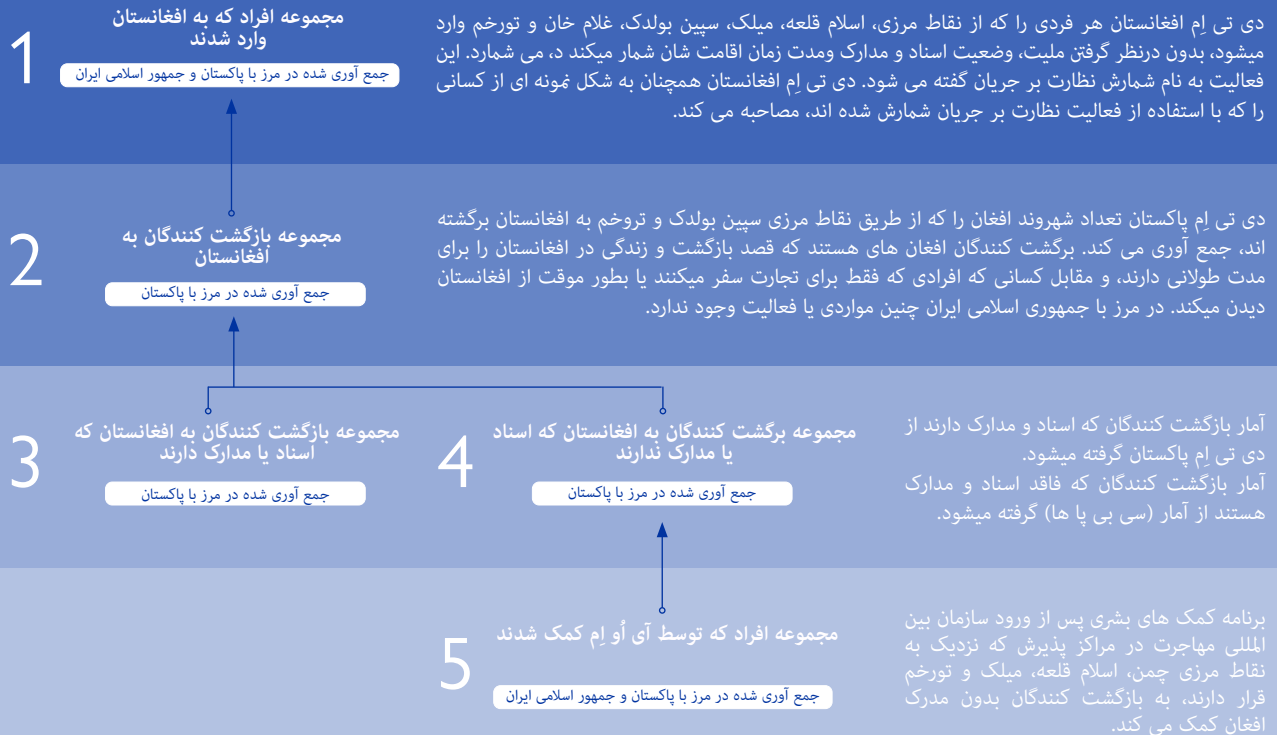 1
مجموعه افراد که به افغانستان
وارد شدند
جمع آوری شده در مرز با پاکستان و جمهور اسلامی ایران
دی تی اِم افغانستان هر فردی را که از نقاط مرزی، اسلام قلعه، میلک، سپین بولدک، غلام خان و تورخم وارد
میشود، بدون درنظر گرفتن ملیت، وضعیت اسناد و مدارک ومدت زمان اقامت شان شمار میکند د، می شمارد. این
فعالیت به نام شمارش نظارت بر جریان گفته می شود. دی تی اِم افغانستان همچنان به شکل نمونه ای از کسانی
را که با استفاده از فعالیت نظارت بر جریان شمارش شده اند، مصاحبه می کند.
2
مجموعه بازگشت کنندگان به
افغانستان
جمع آوری شده در مرز با پاکستان
دی تی اِم پاکستان تعداد شهروند افغان را که از طریق نقاط مرزی سپین بولدک و تروخم به افغانستان برگشته
اند، جمع آوری می کند. برگشت کنندگان افغان های هستند که قصد بازگشت و زندگی در افغانستان را برای
مدت طولانی دارند، و مقابل کسانی که افرادی که فقط برای تجارت سفر میکنند یا بطور موقت از افغانستان
دیدن میکند. در مرز با جمهوری اسلامی ایران چنین مواردی یا فعالیت وجود ندارد.
3
مجموعه بازگشت کنندگان به افغانستان که
اسناد یا مدارک دارند
جمع آوری شده در مرز با پاکستان
4
مجموعه برگشت کنندگان به افغانستان که اسناد
یا مدارک ندارند
جمع آوری شده در مرز با پاکستان
آمار بازگشت کنندگان که اسناد و مدارک دارند از
دی تی اِم پاکستان گرفته میشود.
آمار بازگشت کنندگان که فاقد اسناد و مدارک
هستند از آمار (سی بی پا ها) گرفته میشود.
5
مجموعه افراد که توسط آی اُو اِم کمک شدند
جمع آوری شده در مرز با پاکستان و جمهور اسلامی ایران
برنامه کمک های بشری پس از ورود سازمان بین
المللی مهاجرت در مراکز پذیرش که نزدیک به
نقاط مرزی چمن، اسلام قلعه، میلک و تورخم
قرار دارند، به بازگشت کنندگان بدون مدرک
افغان کمک می کند.